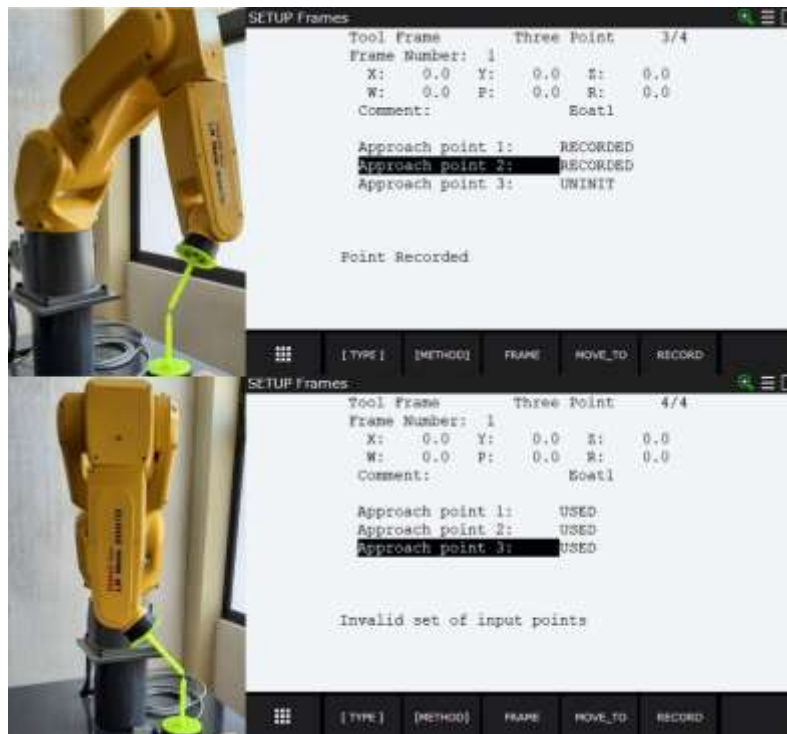 SETUP Frames
Tool Frame Three Point 3/4
Frame Number: 1
X: 0.0 Y: 0.0 Z: 0.0
W: 0.0 P: 0.0 R: 0.0
Comment: Eoat1
Approach point 1: RECORDED
Approach point 2: RECORDED
Approach point 3: UNINIT
Point Recorded
[ TYPE ] [METHOD] FRAME MOVE_TO RECORD
SETUP Frames
Tool Frame Three Point 4/4
Frame Number: 1
X: 0.0 Y: 0.0 Z: 0.0
W: 0.0 P: 0.0 R: 0.0
Comment: Eoat1
Approach point 1: USED
Approach point 2: USED
Approach point 3: USED
Invalid set of input points
[ TYPE ] [METHOD] FRAME MOVE_TO RECORD